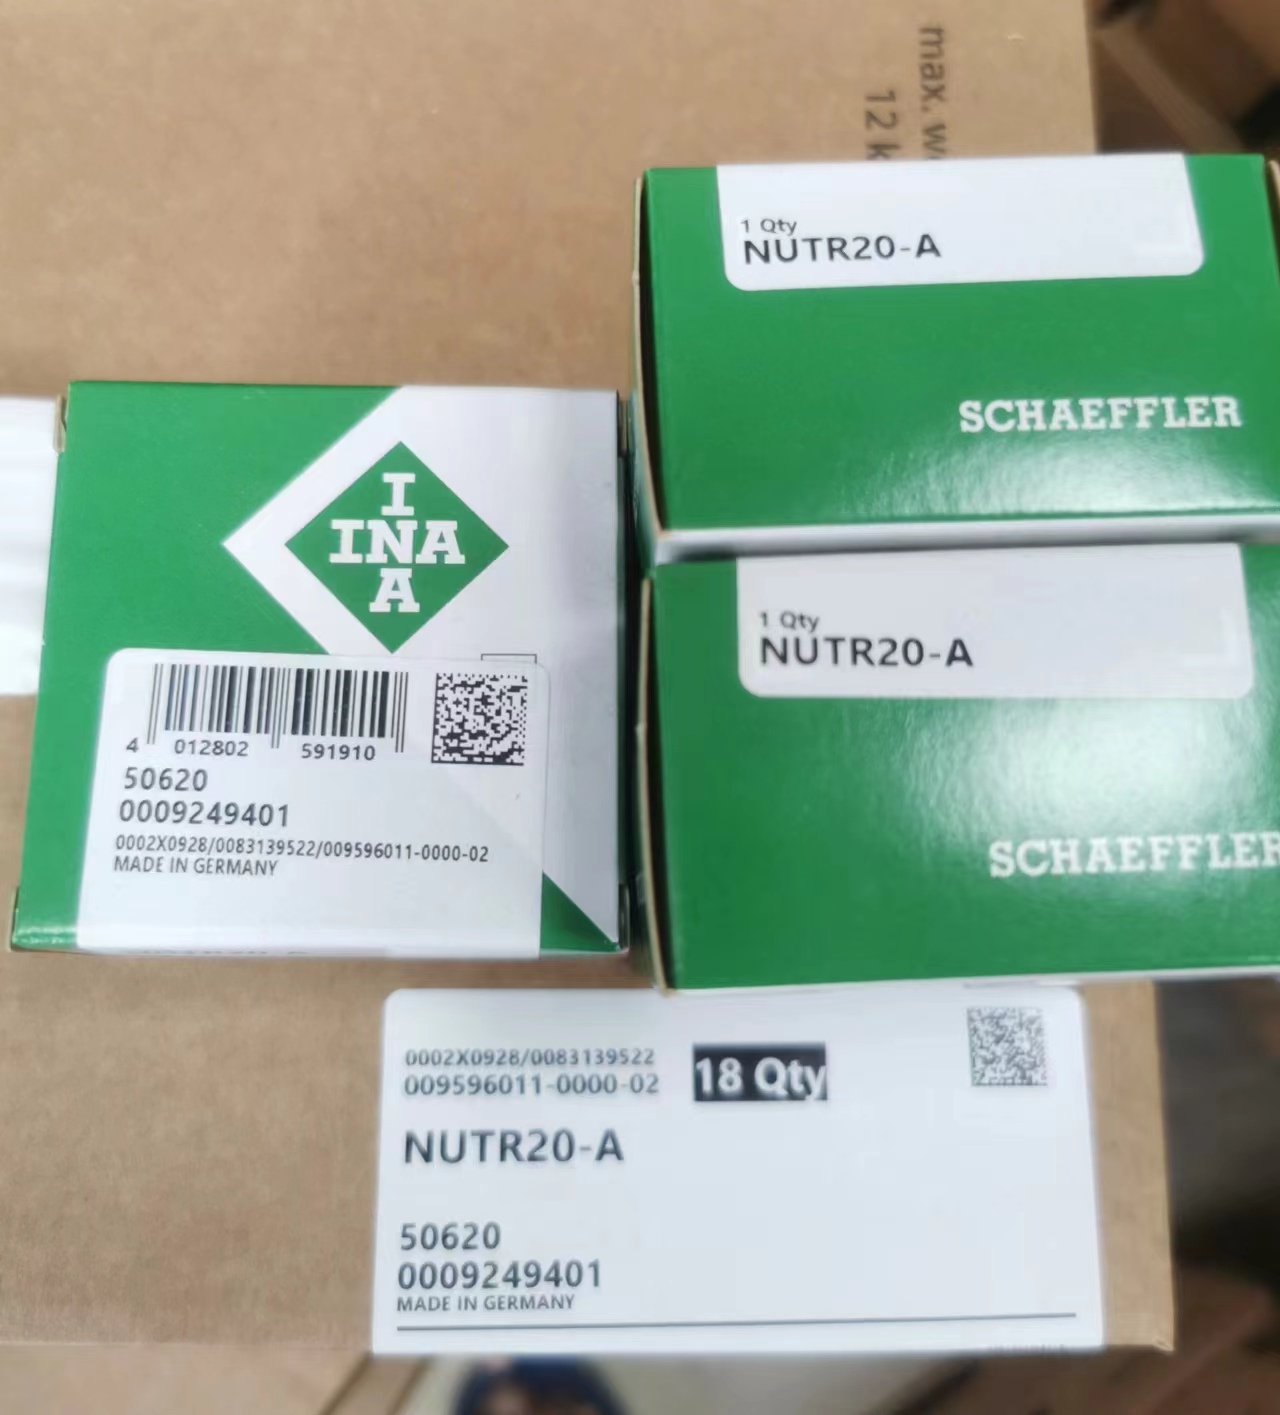 max.
12
1 Qty
NUTR20-A
SCHAEFFLER
I
INA
A
4 012802 591910
50620
0009249401
0002X0928/0083139522/009596011-0000-02
MADE IN GERMANY
1 Qty
NUTR20-A
SCHAEFFLER
0002X0928/0083139522
009596011-0000-02
18 Qty
NUTR20-A
50620
0009249401
MADE IN GERMANY